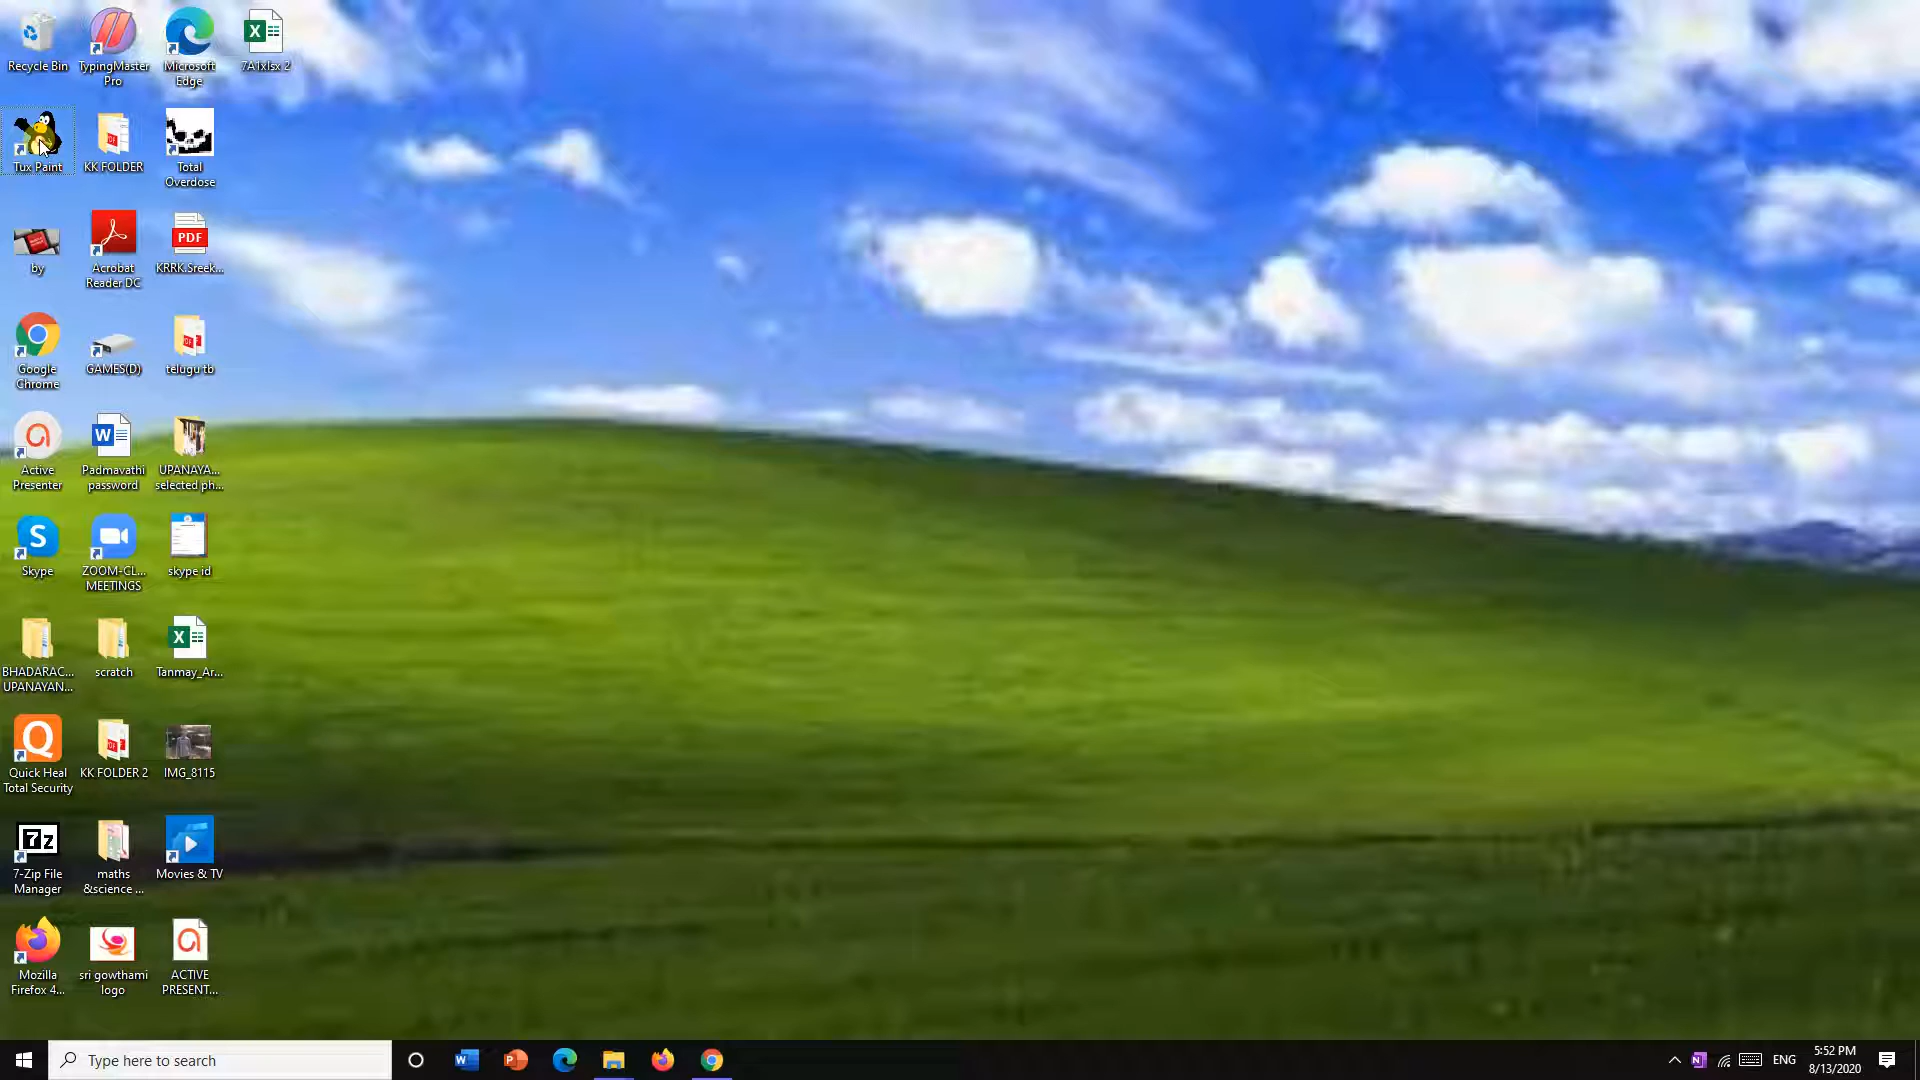 Recycle Bin
TypingMaster
Pro
Microsoft
Edge
7A1xlsx 2
Tux Paint
KK FOLDER
Total
Overdose
by
Acrobat
Reader DC
PDF
KRRK.Sreek...
Google
Chrome
GAMES(D)
telugu tb
Active
Presenter
Padmavathi
password
UPANAYA...
selected ph...
Skype
ZOOM-CL...
MEETINGS
skype id
BHADARAC...
UPANAYAN...
scratch
Tanmay_Ar...
Quick Heal
Total Security
KK FOLDER 2
IMG_8115
7z
7-Zip File
Manager
maths
&science ...
Movies & TV
Mozilla
Firefox 4...
sri gowthami
logo
ACTIVE
PRESENT...
Type here to search
ENG
5:52 PM
8/13/2020